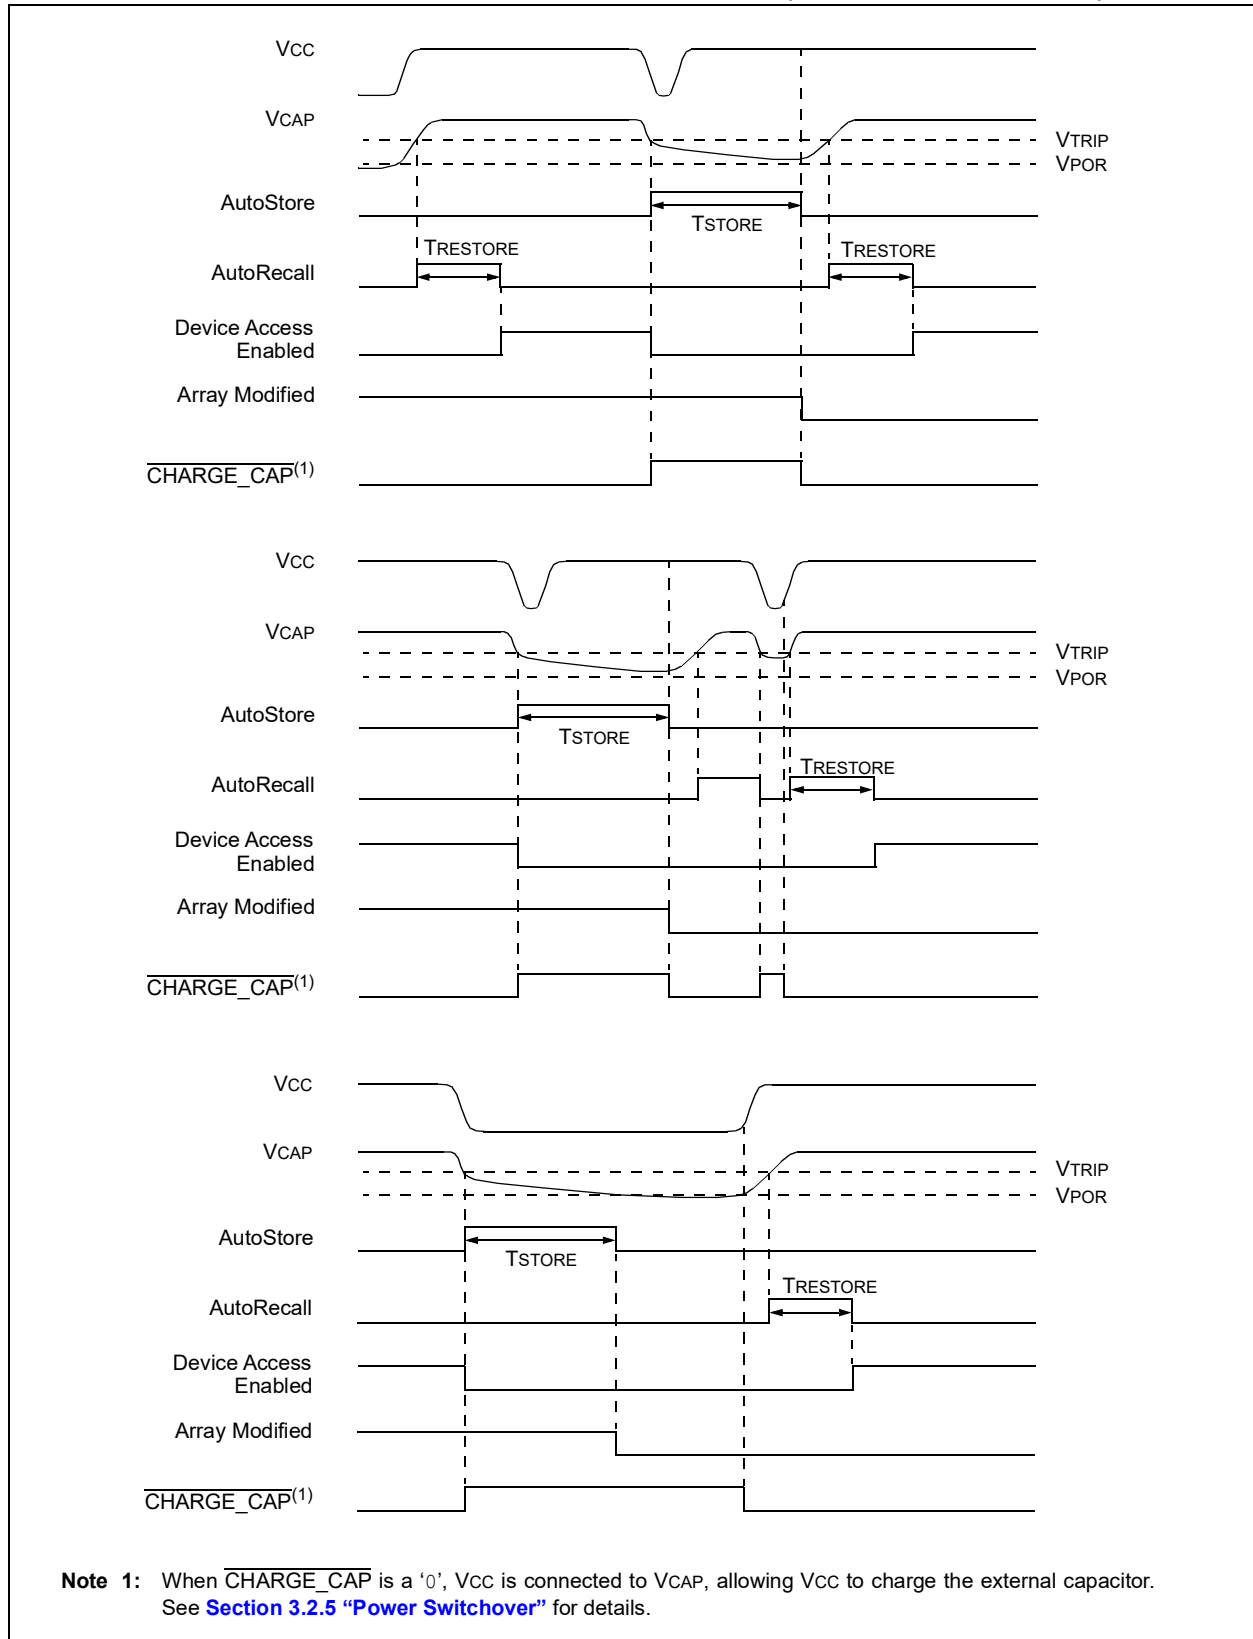 VCC
VCAP
VTRIP
VPOR
AutoStore
TSTORE
TRESTORE
TRESTORE
AutoRecall
Device Access
Enabled
Array Modified
CHARGE_CAP(1)
VCC
VCAP
VTRIP
VPOR
AutoStore
TSTORE
TRESTORE
AutoRecall
Device Access
Enabled
Array Modified
CHARGE_CAP(1)
VCC
VCAP
VTRIP
VPOR
AutoStore
TSTORE
TRESTORE
AutoRecall
Device Access
Enabled
Array Modified
CHARGE_CAP(1)
Note 1: When CHARGE_CAP is a ‘0’, VCC is connected to VCAP, allowing VCC to charge the external capacitor.
See Section 3.2.5 “Power Switchover” for details.